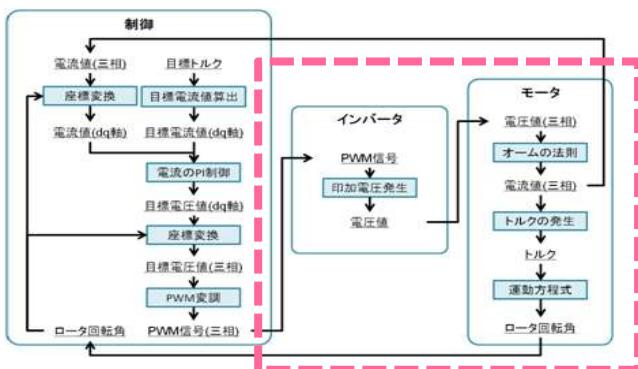 制御
電流値(三相)
目標トルク
座標変換
目標電流値算出
電流値(dq軸)
目標電流値(dq軸)
電流のPI制御
目標電圧値(dq軸)
座標変換
目標電圧値(三相)
PWM変調
ロータ回転角
PWM信号(三相)
インバータ
PWM信号
印加電圧発生
電圧値
モータ
電圧値(三相)
オームの法則
電流値(三相)
トルクの発生
トルク
運動方程式
ロータ回転角